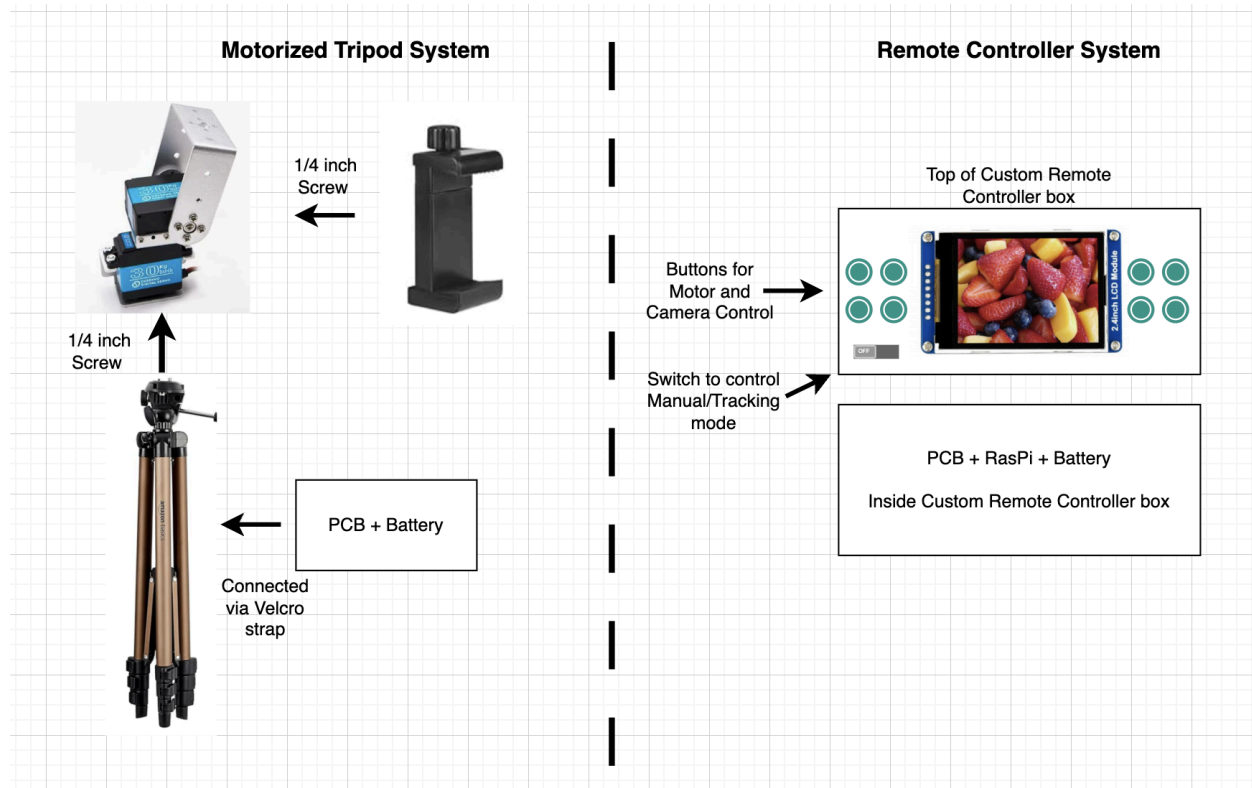 Motorized Tripod System
Remote Controller System
1/4 inch
Screw
1/4 inch
Screw
PCB + Battery
Connected
via Velcro
strap
Top of Custom Remote
Controller box
Buttons for
Motor and
Camera Control
2.4inch LCD Module
OFF
Switch to control
Manual/Tracking
mode
PCB + RasPi + Battery
Inside Custom Remote Controller box